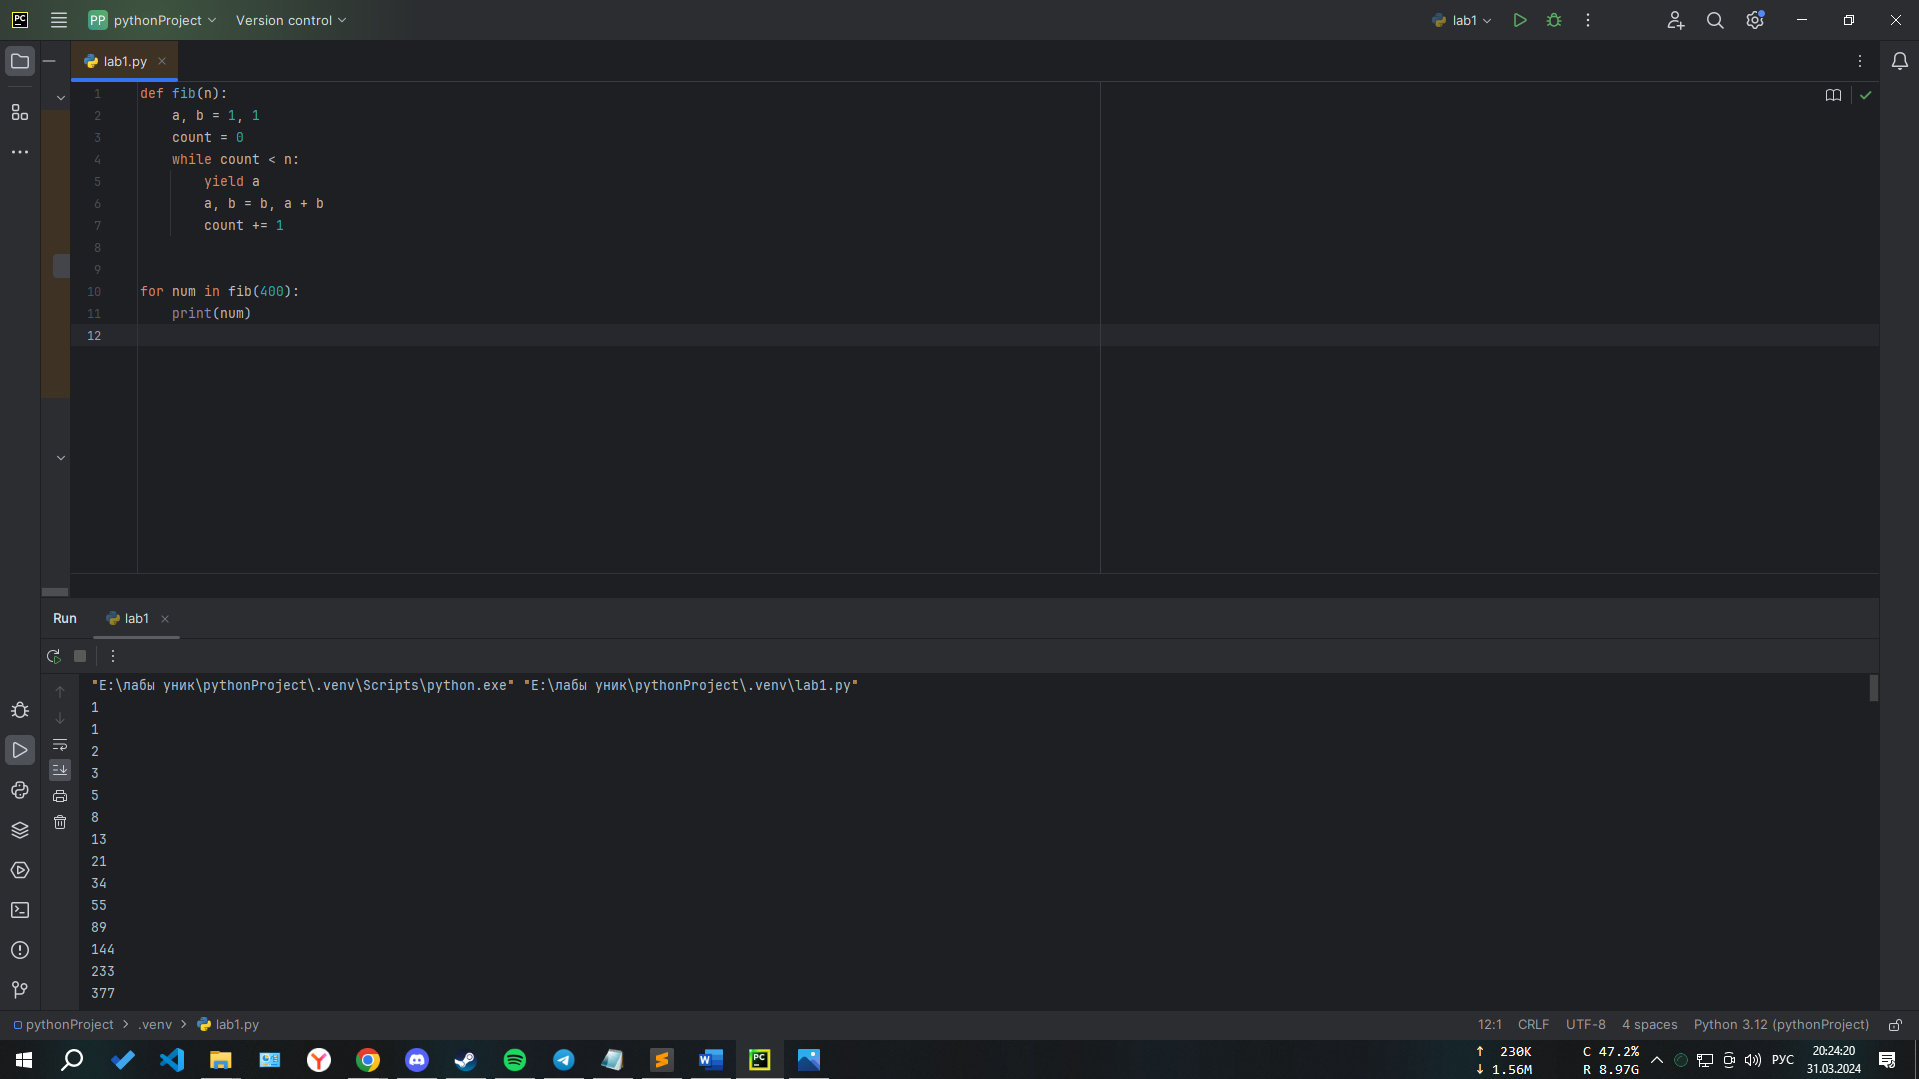 PC PP pythonProject Version control lab1
lab1.py
1 def fib(n):
2 a, b = 1, 1
3 count = 0
4 while count < n:
5 yield a
6 a, b = b, a + b
7 count += 1
8
9
10 for num in fib(400):
11 print(num)
12
Run lab1
"E:\лабы уник\pythonProject\.venv\Scripts\python.exe" "E:\лабы уник\pythonProject\.venv\lab1.py"
1
1
2
3
5
8
13
21
34
55
89
144
233
377
pythonProject > .venv > lab1.py 12:1 CRLF UTF-8 4 spaces Python 3.12 (pythonProject)
↑ 230K C 47.2% РУС 20:24:20
↓ 1.56M R 8.97G 31.03.2024